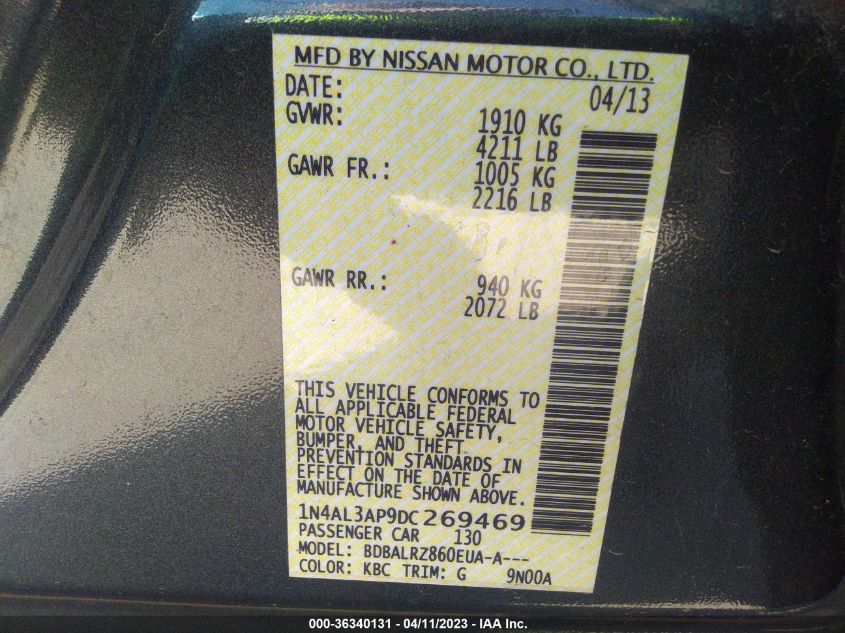 MFD BY NISSAN MOTOR CO., LTD.
DATE: 04/13
GVWR: 1910 KG
4211 LB
GAWR FR.: 1005 KG
2216 LB
GAWR RR.: 940 KG
2072 LB
THIS VEHICLE CONFORMS TO
ALL APPLICABLE FEDERAL
MOTOR VEHICLE SAFETY,
BUMPER, AND THEFT
PREVENTION STANDARDS IN
EFFECT ON THE DATE OF
MANUFACTURE SHOWN ABOVE.
1N4AL3AP9DC269469
PASSENGER CAR 130
MODEL: BDBALRZ860EUA-A---
COLOR: KBC TRIM: G 9N00A
000-36340131 - 04/11/2023 - IAA Inc.